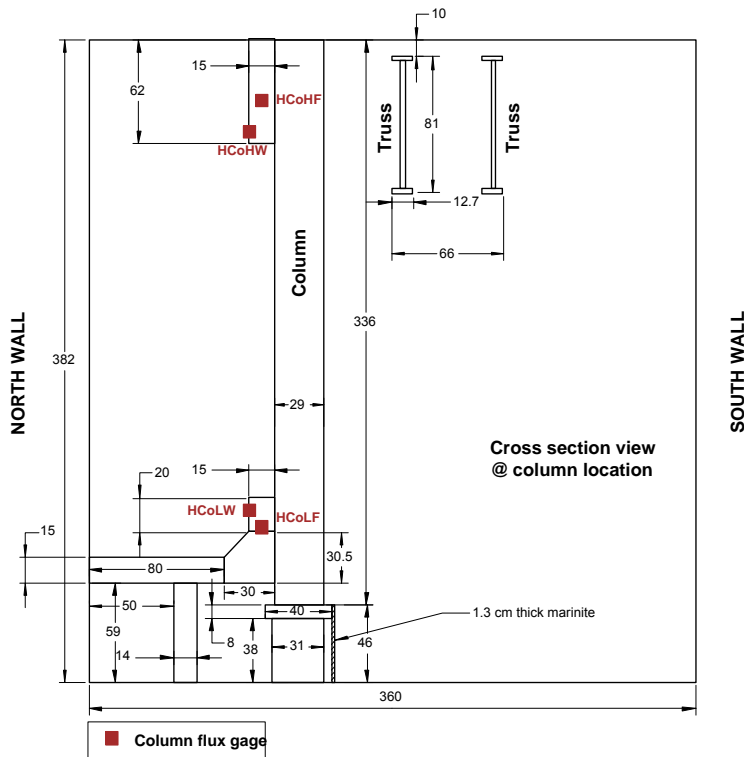 10
15
62
HCoHF
HCoHW
Truss
81
Truss
12.7
66
Column
NORTH WALL
382
336
SOUTH WALL
29
Cross section view
@ column location
15
20
HCoLW
HCoLF
15
30.5
80
30
50
40
1.3 cm thick marinite
59
8
38
31
46
14
360
Column flux gage